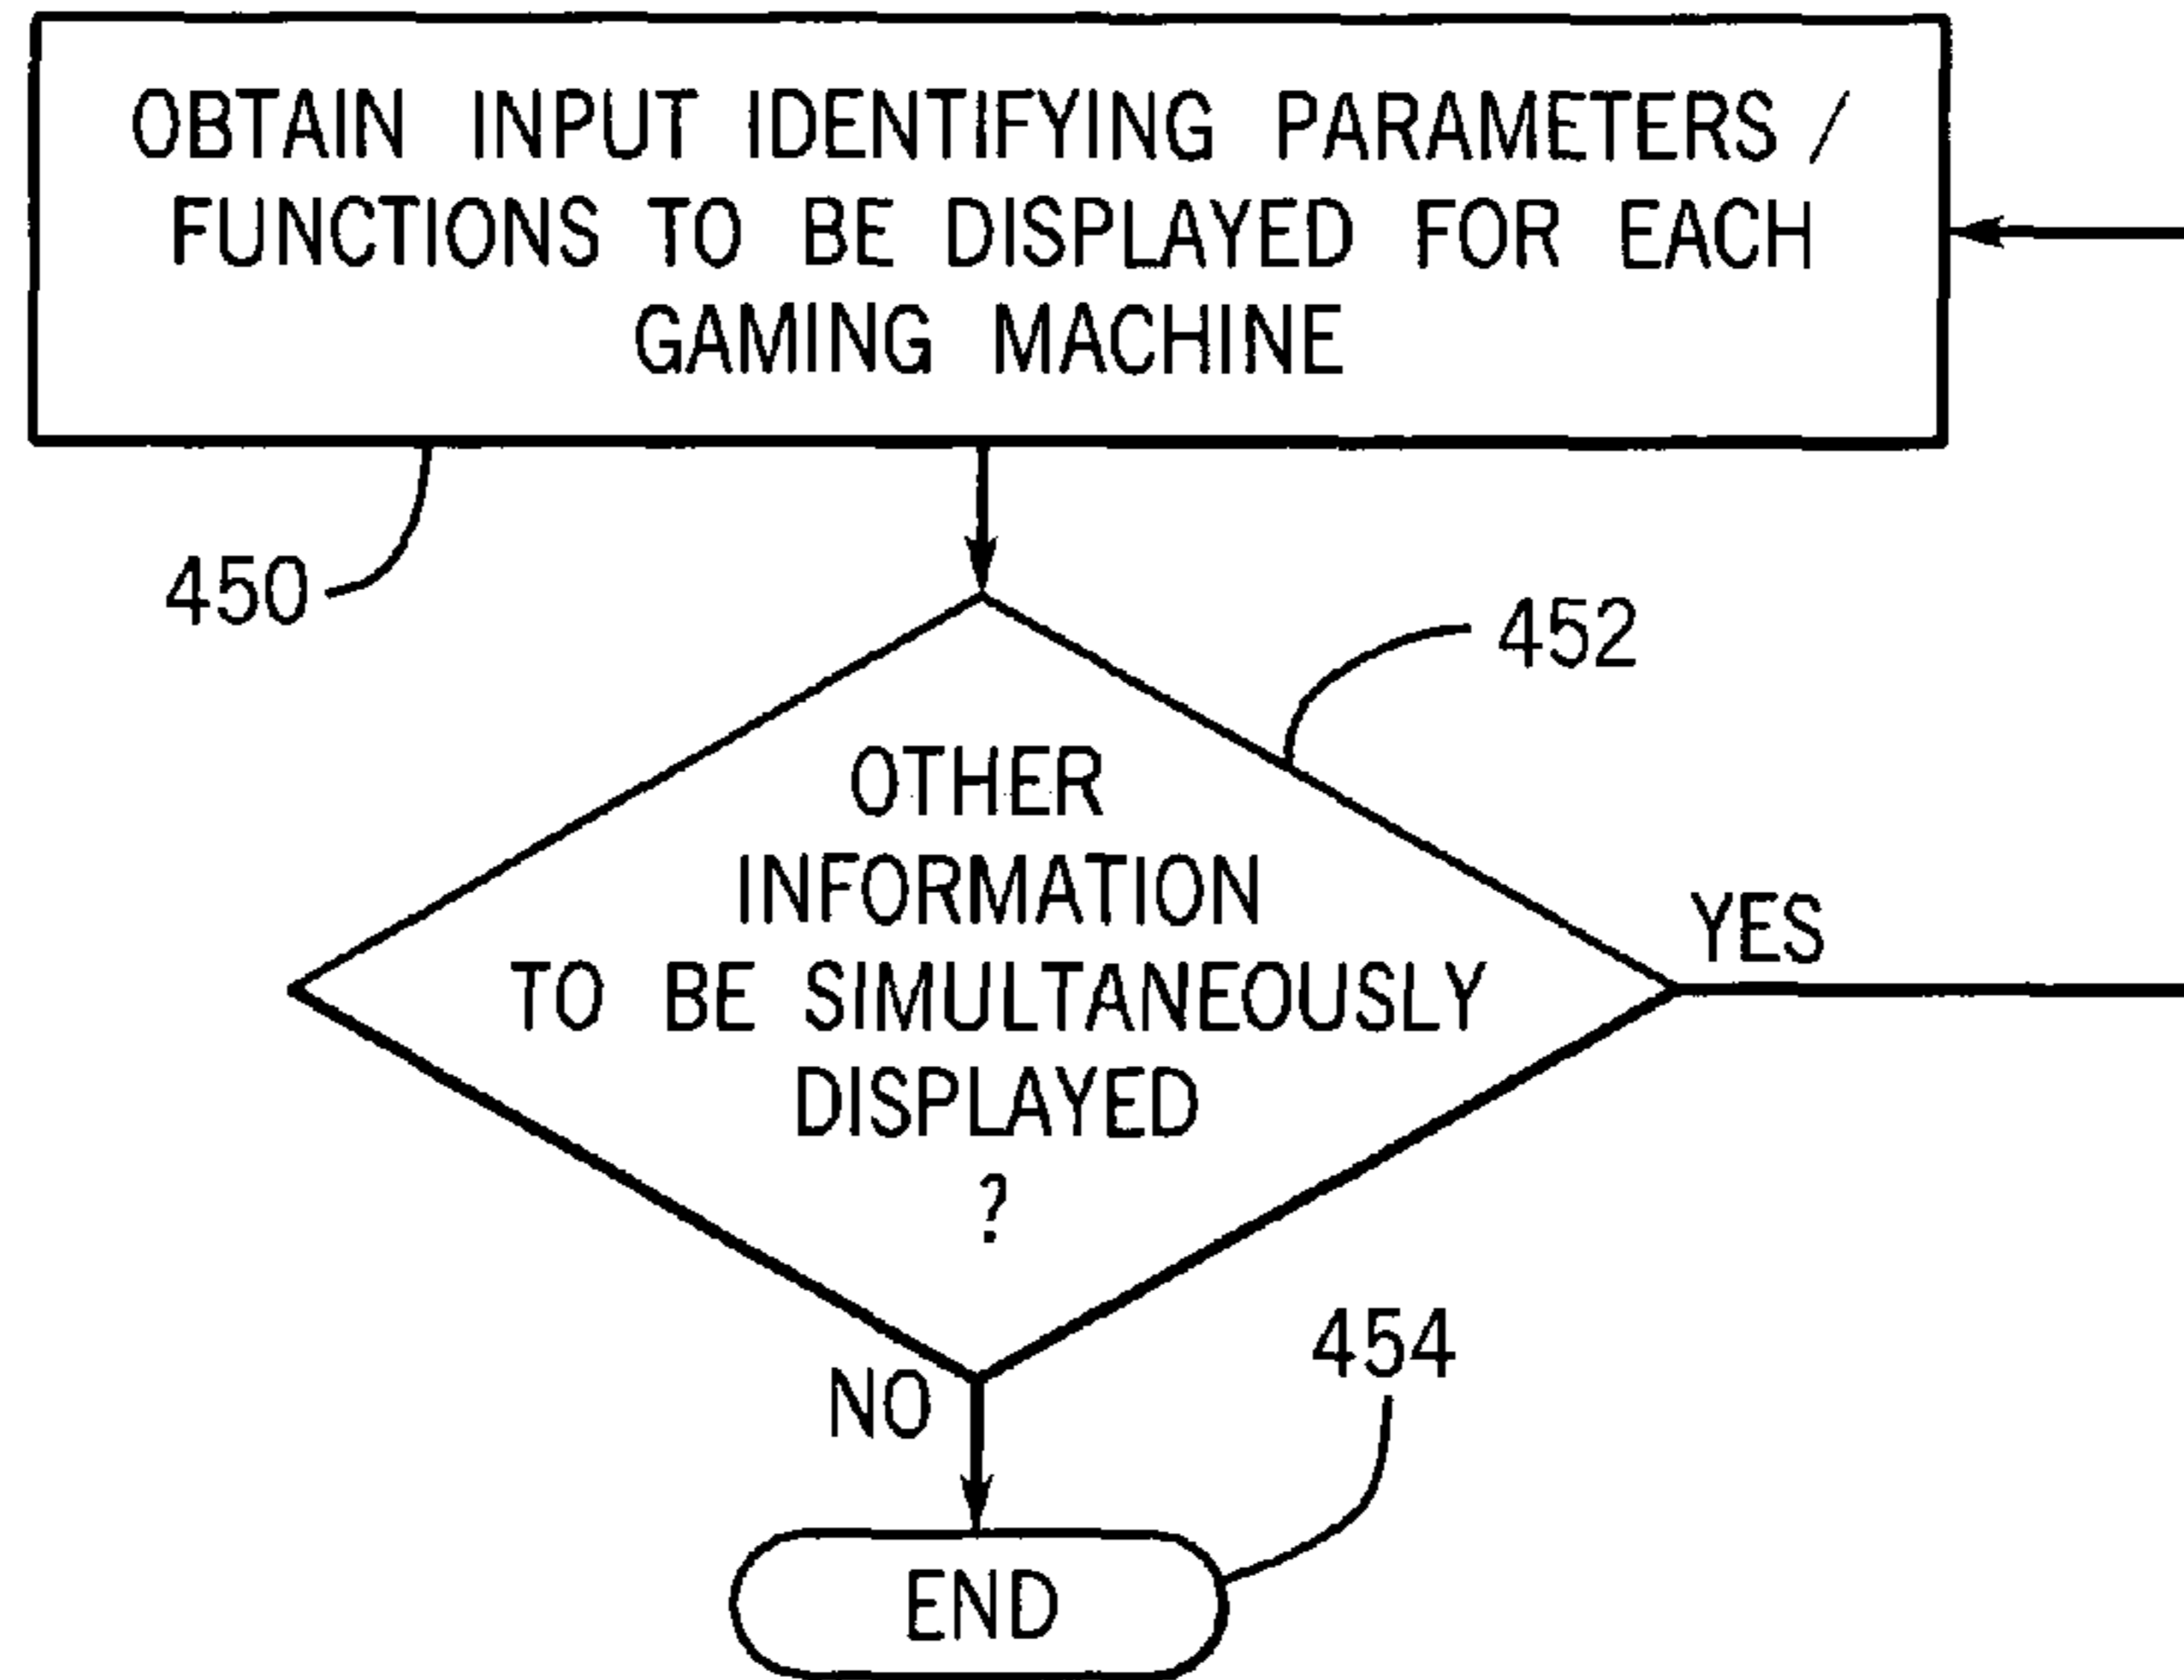 OBTAIN INPUT IDENTIFYING PARAMETERS /
FUNCTIONS TO BE DISPLAYED FOR EACH
GAMING MACHINE
450
452
OTHER
INFORMATION
TO BE SIMULTANEOUSLY
DISPLAYED
?
YES
NO
454
END